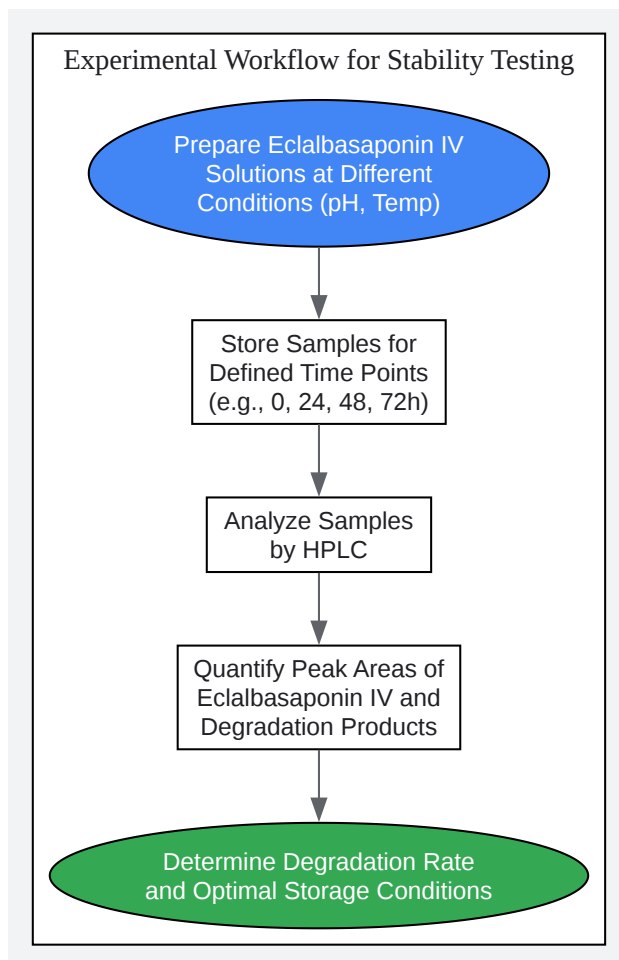 Experimental Workflow for Stability Testing
Prepare Eclalbasaponin IV
Solutions at Different
Conditions (pH, Temp)
Store Samples for
Defined Time Points
(e.g., 0, 24, 48, 72h)
Analyze Samples
by HPLC
Quantify Peak Areas of
Eclalbasaponin IV and
Degradation Products
Determine Degradation Rate
and Optimal Storage Conditions